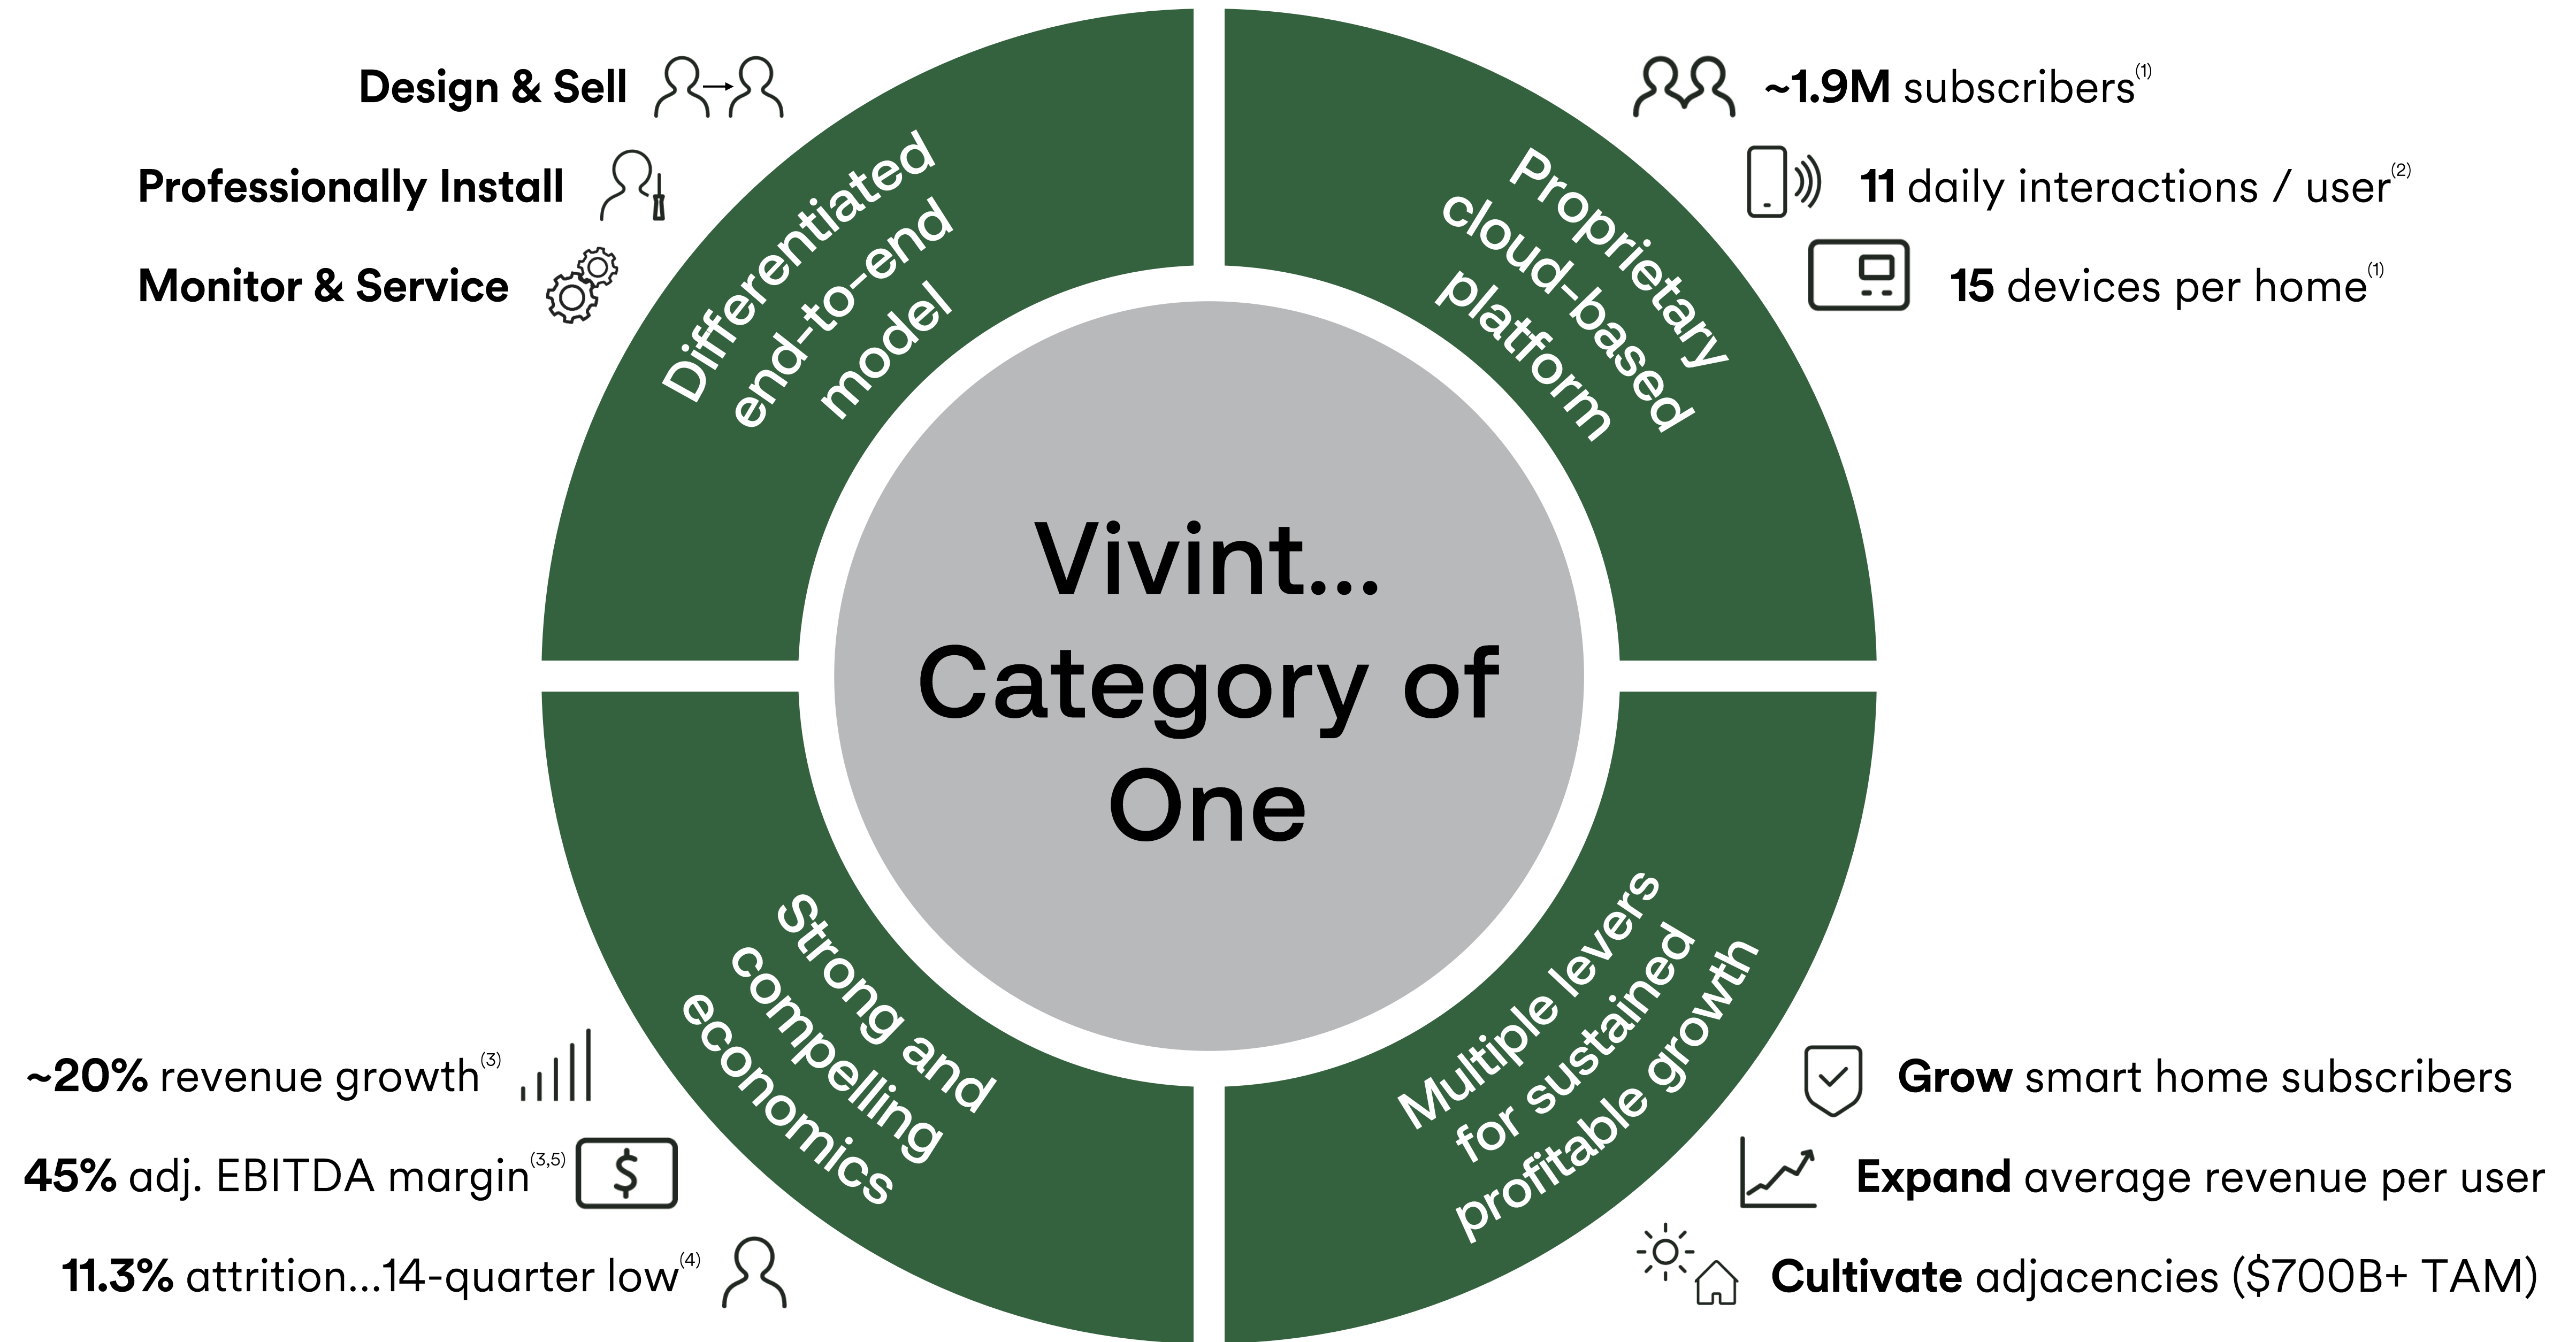 Design & Sell
Professionally Install
Monitor & Service
Differentiated
end-to-end
model
Proprietary
cloud-based
platform
~1.9M subscribers(1)
11 daily interactions / user(2)
15 devices per home(1)
Vivint...
Category of
One
Strong and
compelling
economics
~20% revenue growth(3)
45% adj. EBITDA margin(3,5)
11.3% attrition...14-quarter low(4)
$
Multiple levers
for sustained
profitable growth
Grow smart home subscribers
Expand average revenue per user
Cultivate adjacencies ($700B+ TAM)